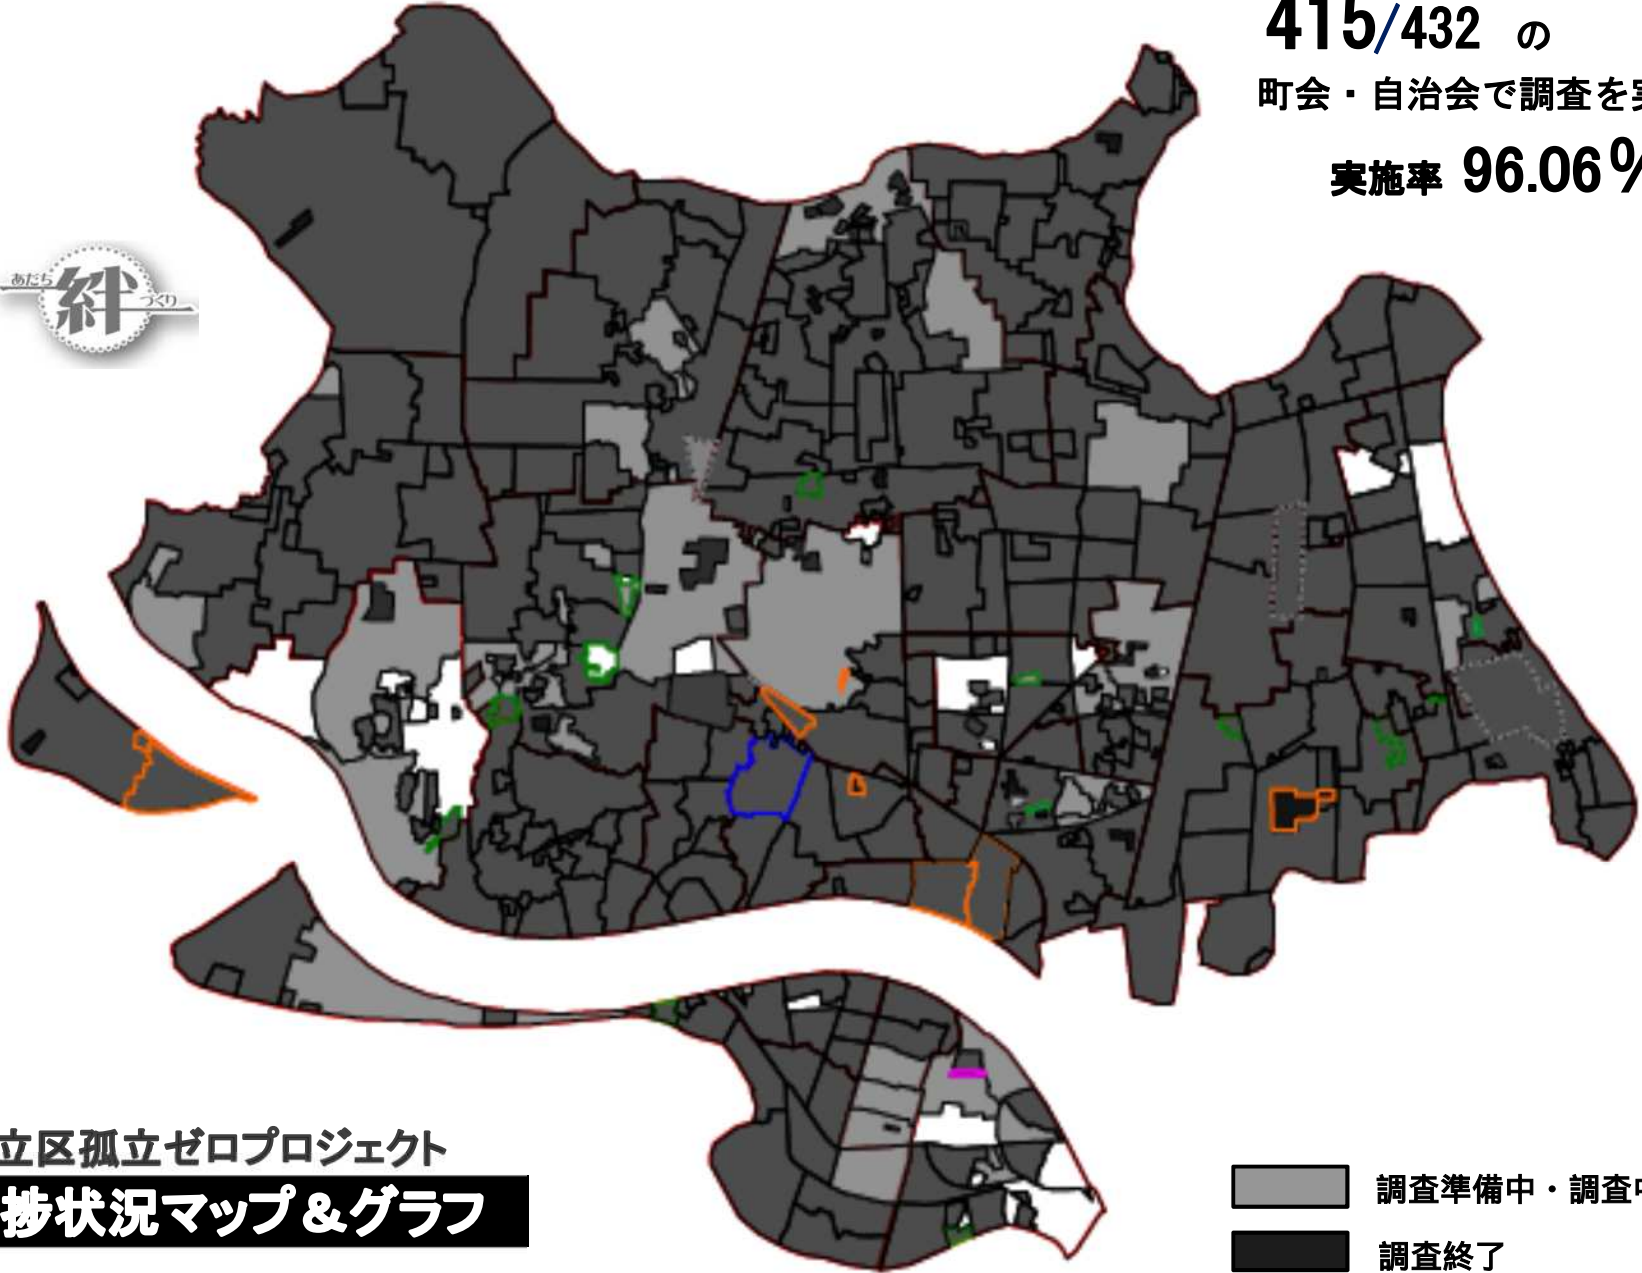 415/432 の
町会・自治会で調査を実
実施率 96.06%
あだち
絆
づくり
立区孤立ゼロプロジェクト
捗状況マップ＆グラフ
調査準備中・調査中
調査終了